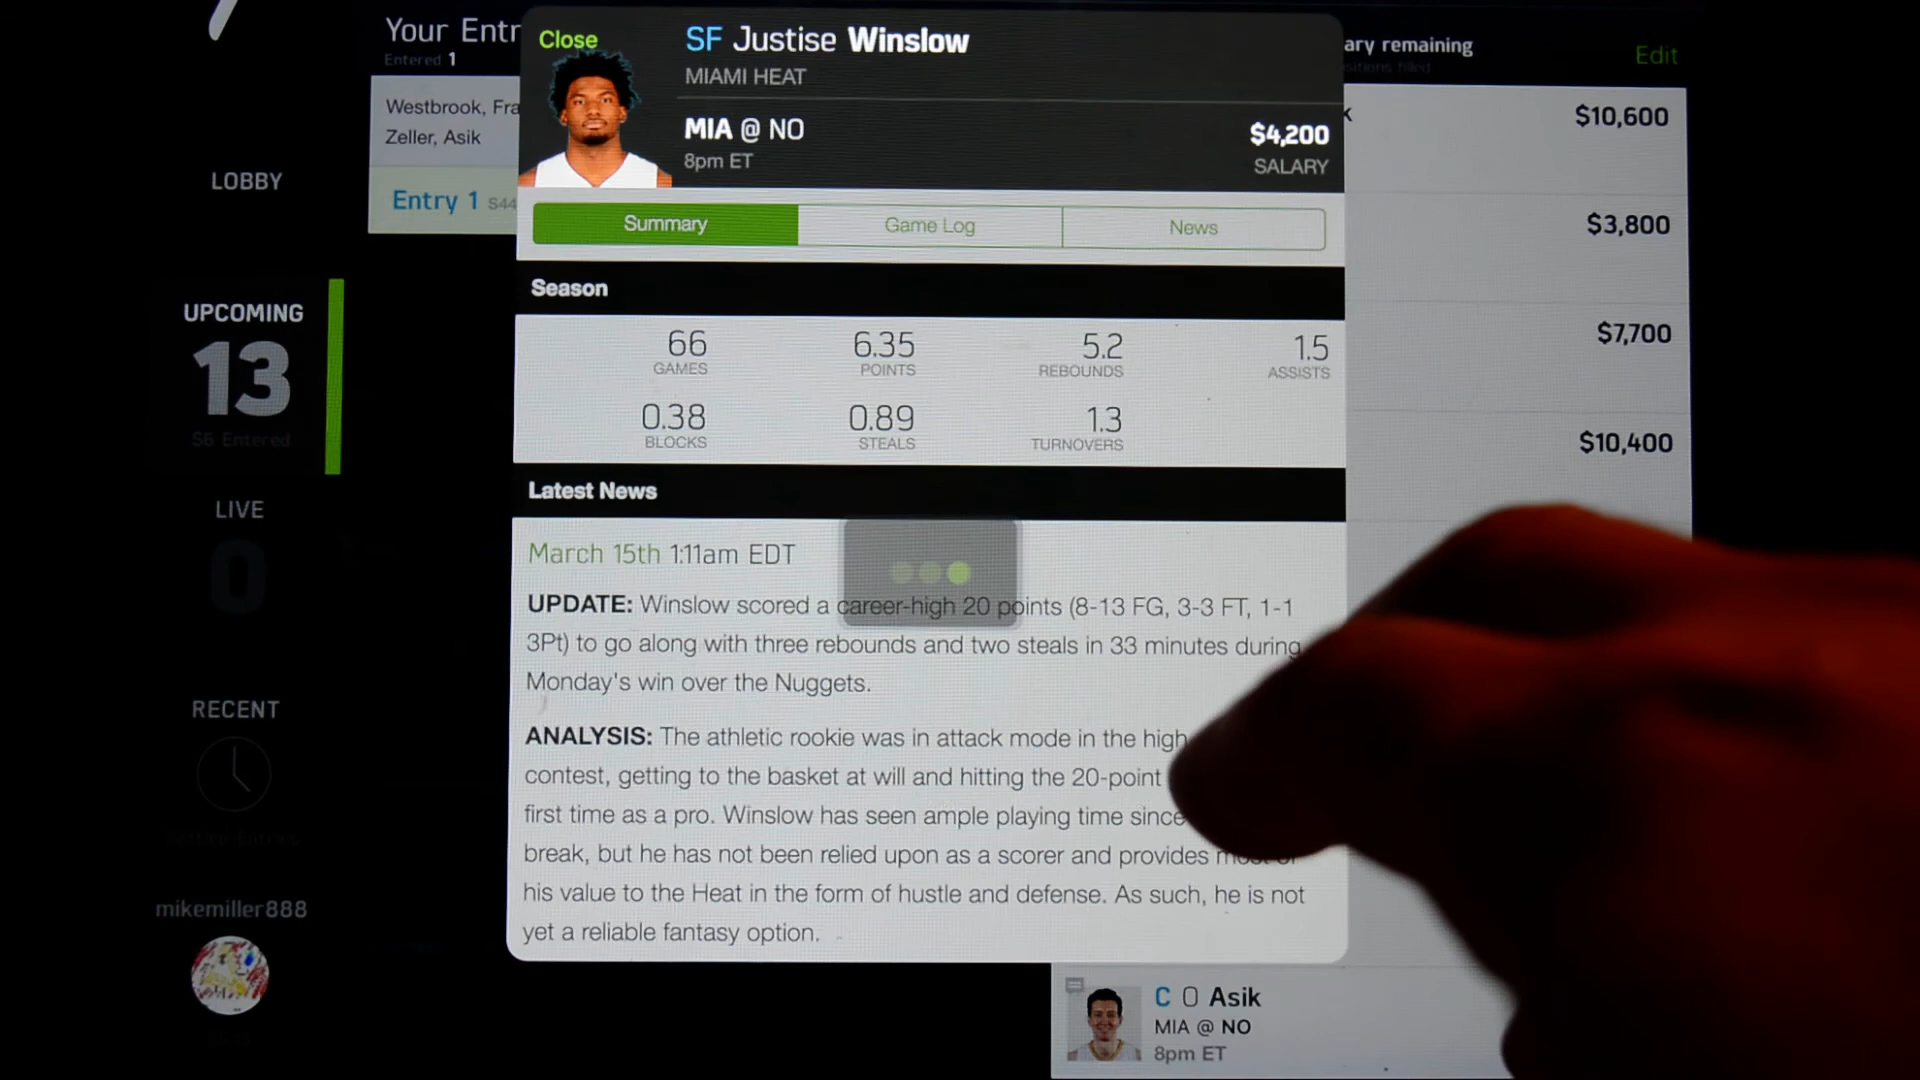 Your Entr
Entered 1
Westbrook, Fra
Zeller, Asik
Entry 1 $44
LOBBY
UPCOMING
13
$6 Entered
LIVE
0
RECENT
mikemiller888
Close
SF Justise Winslow
MIAMI HEAT
MIA @ NO
8pm ET
$4,200
SALARY
Summary
Game Log
News
Season
66
GAMES
6.35
POINTS
5.2
REBOUNDS
1.5
ASSISTS
0.38
BLOCKS
0.89
STEALS
1.3
TURNOVERS
Latest News
March 15th 1:11am EDT
UPDATE: Winslow scored a career-high 20 points (8-13 FG, 3-3 FT, 1-1
3Pt) to go along with three rebounds and two steals in 33 minutes during
Monday's win over the Nuggets.
ANALYSIS: The athletic rookie was in attack mode in the high
contest, getting to the basket at will and hitting the 20-point
first time as a pro. Winslow has seen ample playing time since
break, but he has not been relied upon as a scorer and provides most of
his value to the Heat in the form of hustle and defense. As such, he is not
yet a reliable fantasy option.
ary remaining
sitions filled
Edit
k
$10,600
$3,800
$7,700
$10,400
C O Asik
MIA @ NO
8pm ET